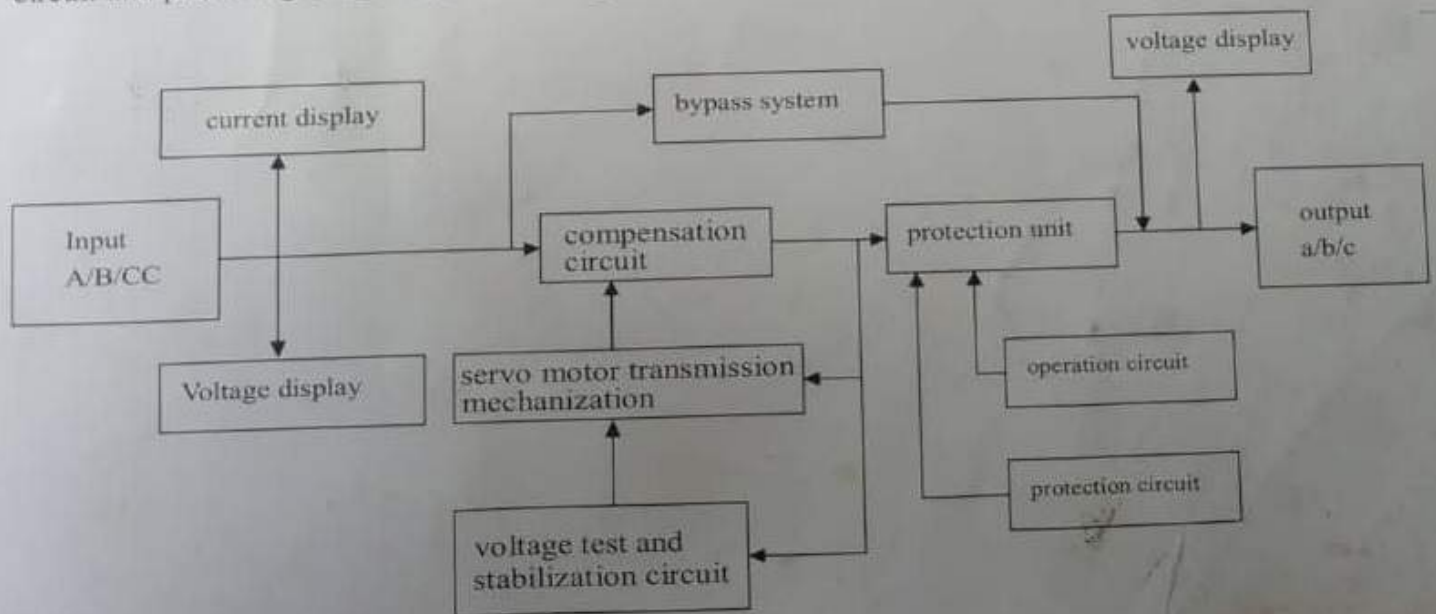 voltage display
current display
bypass system
Input
A/B/CC
compensation
circuit
protection unit
output
a/b/c
Voltage display
servo motor transmission
mechanization
operation circuit
protection circuit
voltage test and
stabilization circuit